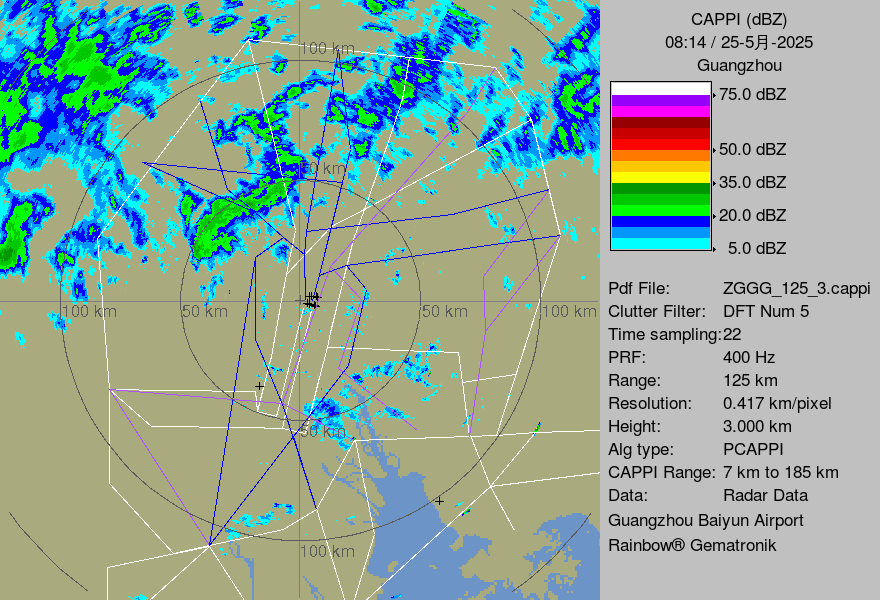 CAPPI (dBZ)
08:14 / 25-5月-2025
Guangzhou
75.0 dBZ
50.0 dBZ
35.0 dBZ
20.0 dBZ
5.0 dBZ
Pdf File: ZGGG_125_3.cappi
Clutter Filter: DFT Num 5
Time sampling:22
PRF: 400 Hz
Range: 125 km
Resolution: 0.417 km/pixel
Height: 3.000 km
Alg type: PCAPPI
CAPPI Range: 7 km to 185 km
Data: Radar Data
Guangzhou Baiyun Airport
Rainbow® Gematronik
100 km
50 km
100 km
50 km
50 km
100 km
50 km
100 km